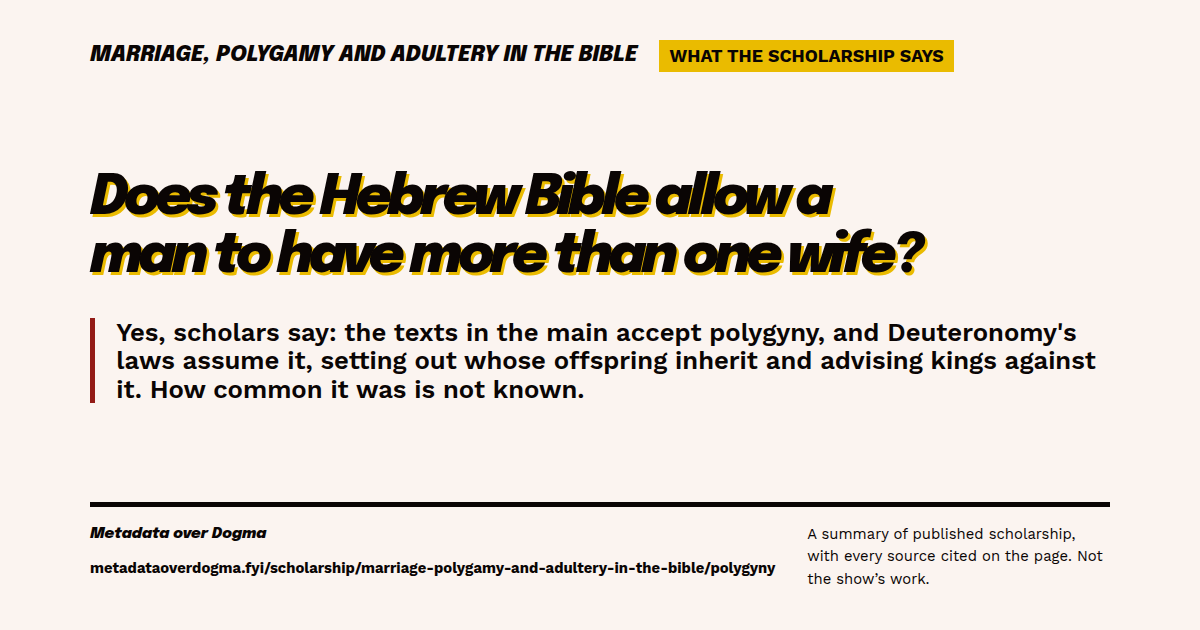 MARRIAGE, POLYGAMY AND ADULTERY IN THE BIBLE
WHAT THE SCHOLARSHIP SAYS
Does the Hebrew Bible allow a
man to have more than one wife?
Yes, scholars say: the texts in the main accept polygyny, and Deuteronomy's
laws assume it, setting out whose offspring inherit and advising kings against
it. How common it was is not known.
Metadata over Dogma
metadataoverdogma.fyi/scholarship/marriage-polygamy-and-adultery-in-the-bible/polygyny
A summary of published scholarship,
with every source cited on the page. Not
the show’s work.